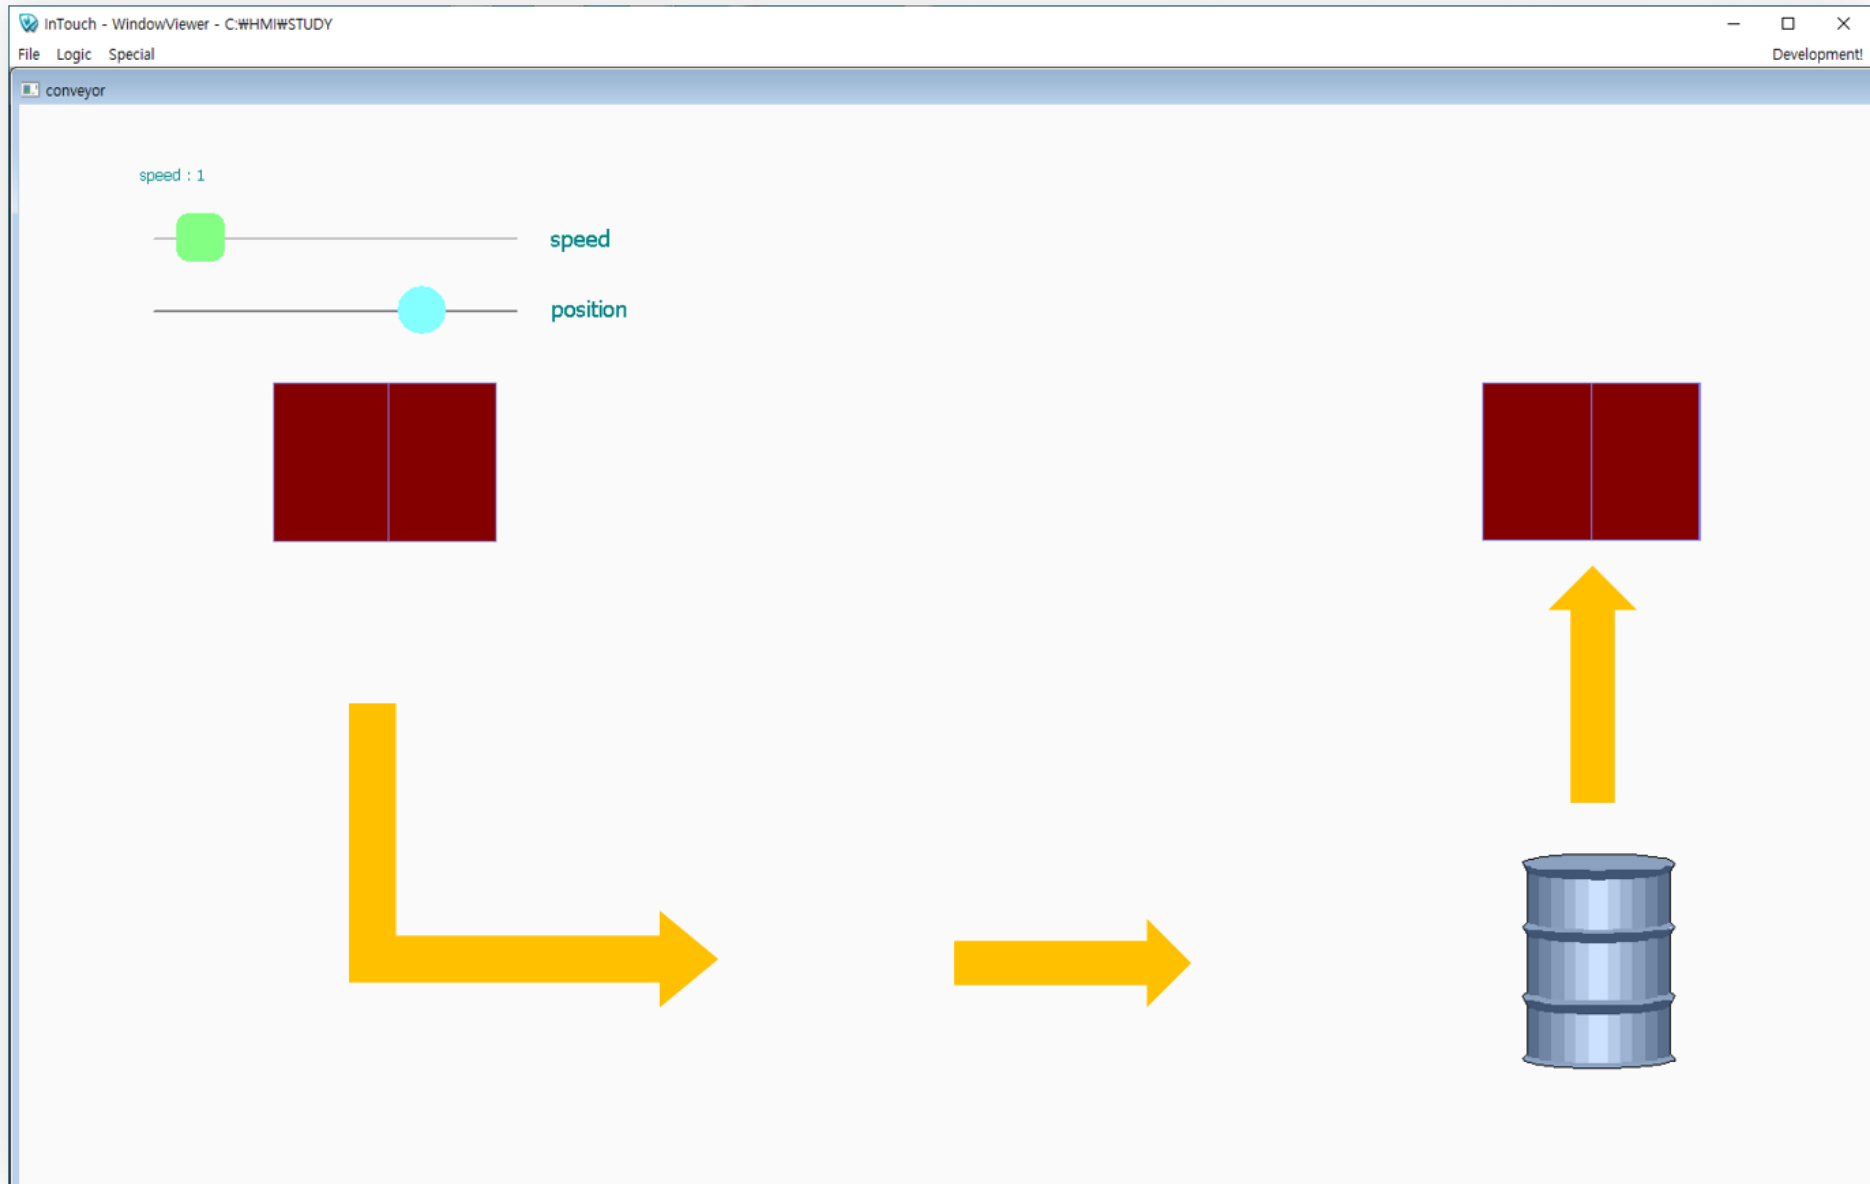 InTouch - WindowViewer - C:₩HMI₩STUDY
File Logic Special Development!
conveyor
speed : 1
speed
position